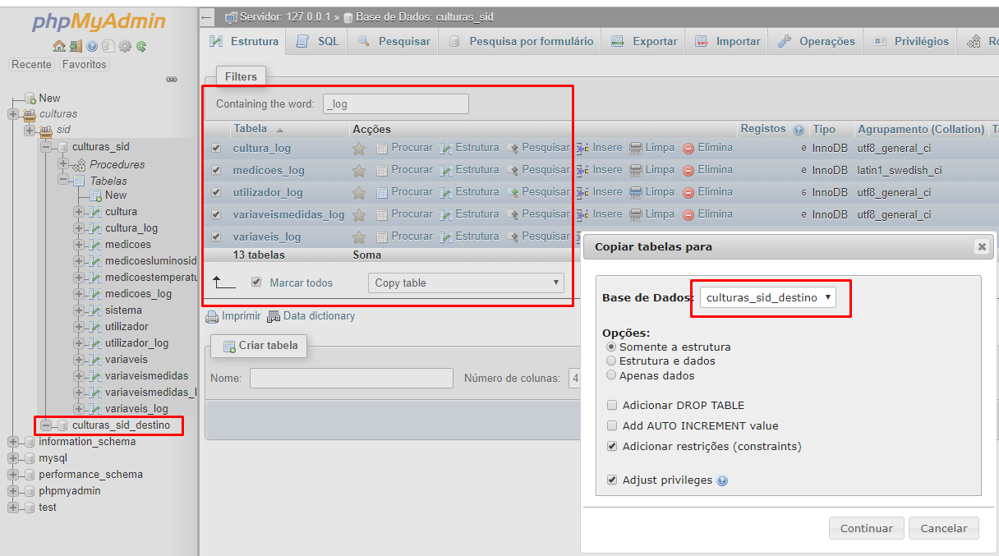 phpMyAdmin
Recente Favoritos
New
culturas
sid
culturas_sid
Procedures
Tabelas
New
cultura
cultura_log
medicoes
medicoesluminosid
medicoestemperatu
medicoes_log
sistema
utilizador
utilizador_log
variaveis
variaveismedidas
variaveismedidas_l
variaveis_log
culturas_sid_destino
information_schema
mysql
performance_schema
phpmyadmin
test
← Servidor: 127.0.0.1 » Base de Dados: culturas_sid
Estrutura SQL Pesquisar Pesquisa por formulário Exportar Importar Operações Privilégios Ro
Filters
Containing the word: _log
Tabela Acções Registos Tipo Agrupamento (Collation) T
cultura_log Procurar Estrutura Pesquisar Insere Limpa Elimina 0 InnoDB utf8_general_ci
medicoes_log Procurar Estrutura Pesquisar Insere Limpa Elimina 0 InnoDB latin1_swedish_ci
utilizador_log Procurar Estrutura Pesquisar Insere Limpa Elimina 6 InnoDB utf8_general_ci
variaveismedidas_log Procurar Estrutura Pesquisar Insere Limpa Elimina 0 InnoDB utf8_general_ci
variaveis_log Procurar Estrutura Pesquisar
13 tabelas Soma
Marcar todos Copy table
Imprimir Data dictionary
Criar tabela
Nome: Número de colunas: 4
Copiar tabelas para
Base de Dados: culturas_sid_destino
Opções:
Somente a estrutura
Estrutura e dados
Apenas dados
Adicionar DROP TABLE
Add AUTO INCREMENT value
Adicionar restrições (constraints)
Adjust privileges
Continuar Cancelar